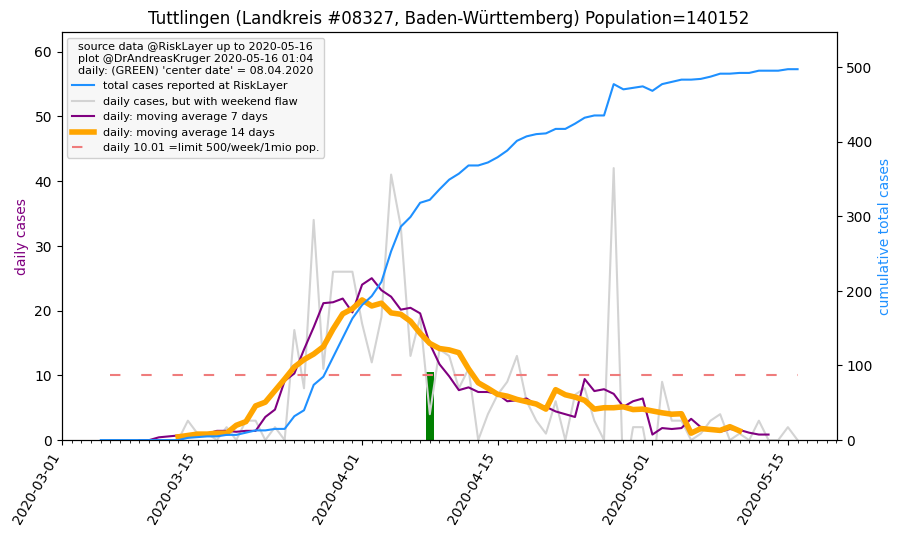 Tuttlingen (Landkreis #08327, Baden-Württemberg) Population=140152
source data @RiskLayer up to 2020-05-16
plot @DrAndreasKruger 2020-05-16 01:04
daily: (GREEN) 'center date' = 08.04.2020
total cases reported at RiskLayer
daily cases, but with weekend flaw
daily: moving average 7 days
daily: moving average 14 days
daily 10.01 =limit 500/week/1mio pop.
daily cases
60
50
40
30
20
10
0
cumulative total cases
500
400
300
200
100
0
2020-03-01
2020-03-15
2020-04-01
2020-04-15
2020-05-01
2020-05-15